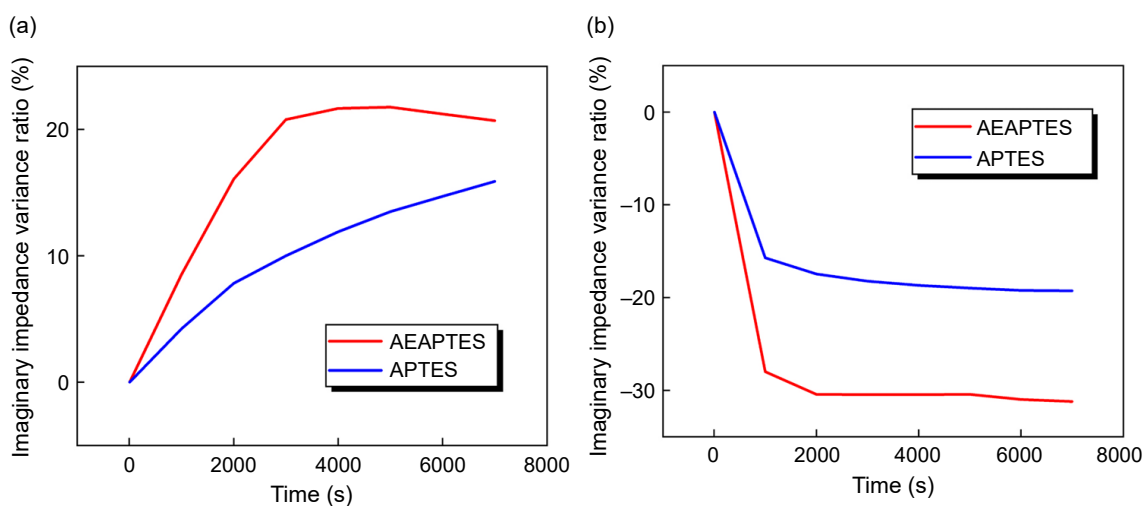 (a)
Imaginary impedance variance ratio (%)
20
10
0
AEAPTES
APTES
0 2000 4000 6000 8000
Time (s)
(b)
Imaginary impedance variance ratio (%)
0
–10
–20
–30
AEAPTES
APTES
0 2000 4000 6000 8000
Time (s)